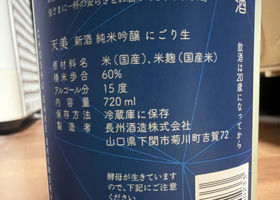 酒
天美 新酒 純米吟醸 にごり生
原材料名 米(国産)、米麹(国産米)
精米歩合 60%
アルコール分 15度
内容量 720ml
保存方法 冷蔵庫に保存
製造者 長州酒造株式会社
山口県下関市菊川町吉賀72
飲酒は20歳になってから
酵母が生きています
ので、下記にご注意
ください